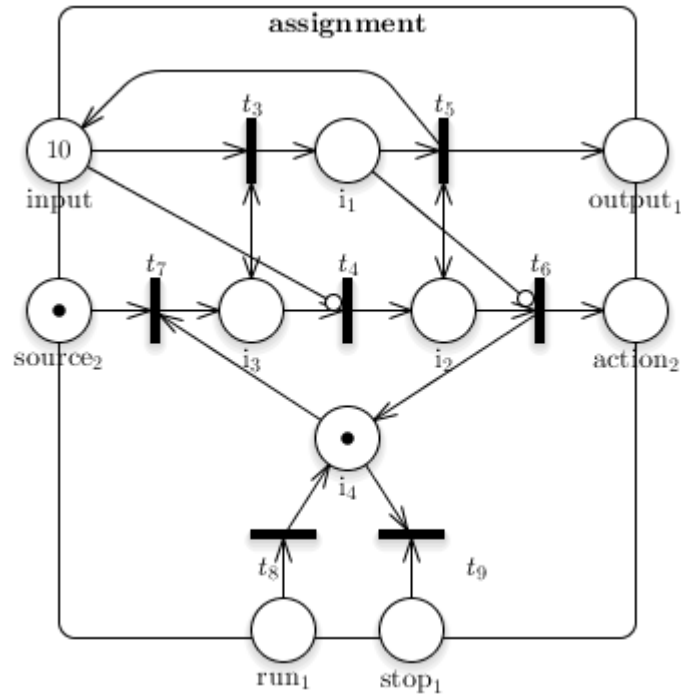 assignment
t₃ t₅
10
input i₁ output₁
t₇ t₄ t₆
source₂ i₃ i₂ action₂
i₄
t₈ t₉
run₁ stop₁